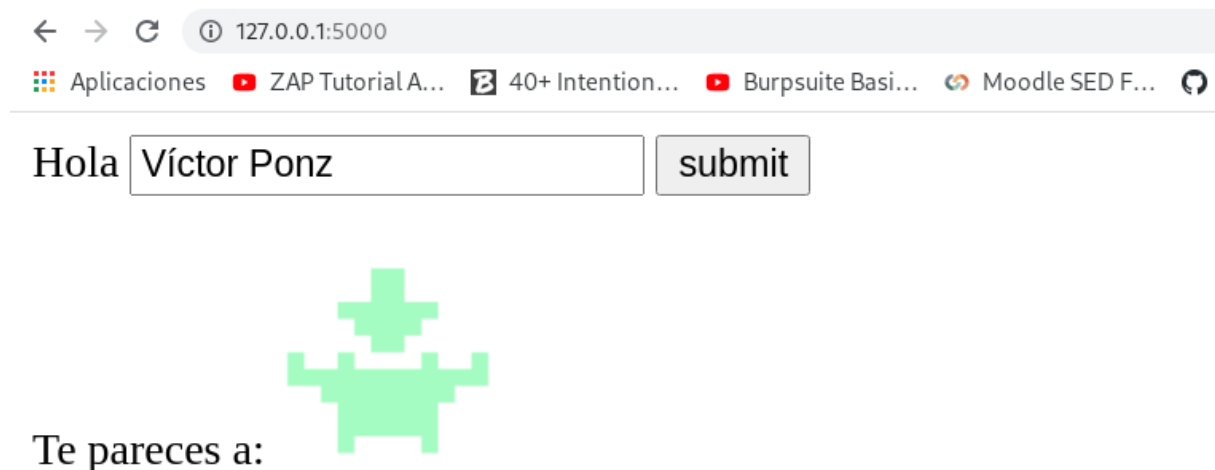 127.0.0.1:5000
Aplicaciones ZAP Tutorial A... 40+ Intention... Burpsuite Basi... Moodle SED F...
Hola Víctor Ponz submit
Te pareces a: